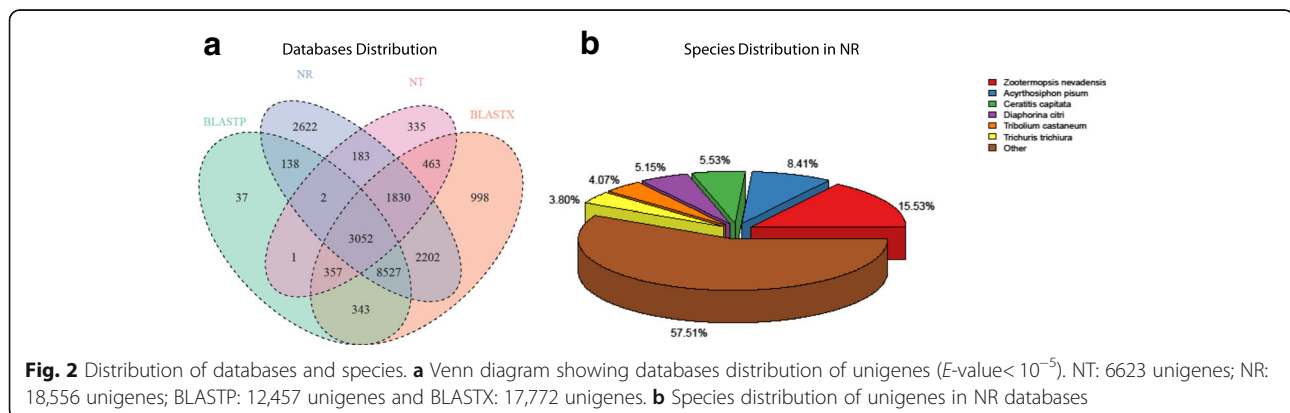 a
Databases Distribution
NR
NT
BLASTP
BLASTX
2622
335
138
183
463
37
2
1830
998
3052
1
357
8527
2202
343
b
Species Distribution in NR
Zootermopsis nevadensis
Acyrthosiphon pisum
Ceratitis capitata
Diaphorina citri
Tribolium castaneum
Trichuris trichiura
Other
5.53%
8.41%
5.15%
4.07%
3.80%
15.53%
57.51%
Fig. 2 Distribution of databases and species. a Venn diagram showing databases distribution of unigenes (E-value< 10⁻⁵). NT: 6623 unigenes; NR:
18,556 unigenes; BLASTP: 12,457 unigenes and BLASTX: 17,772 unigenes. b Species distribution of unigenes in NR databases